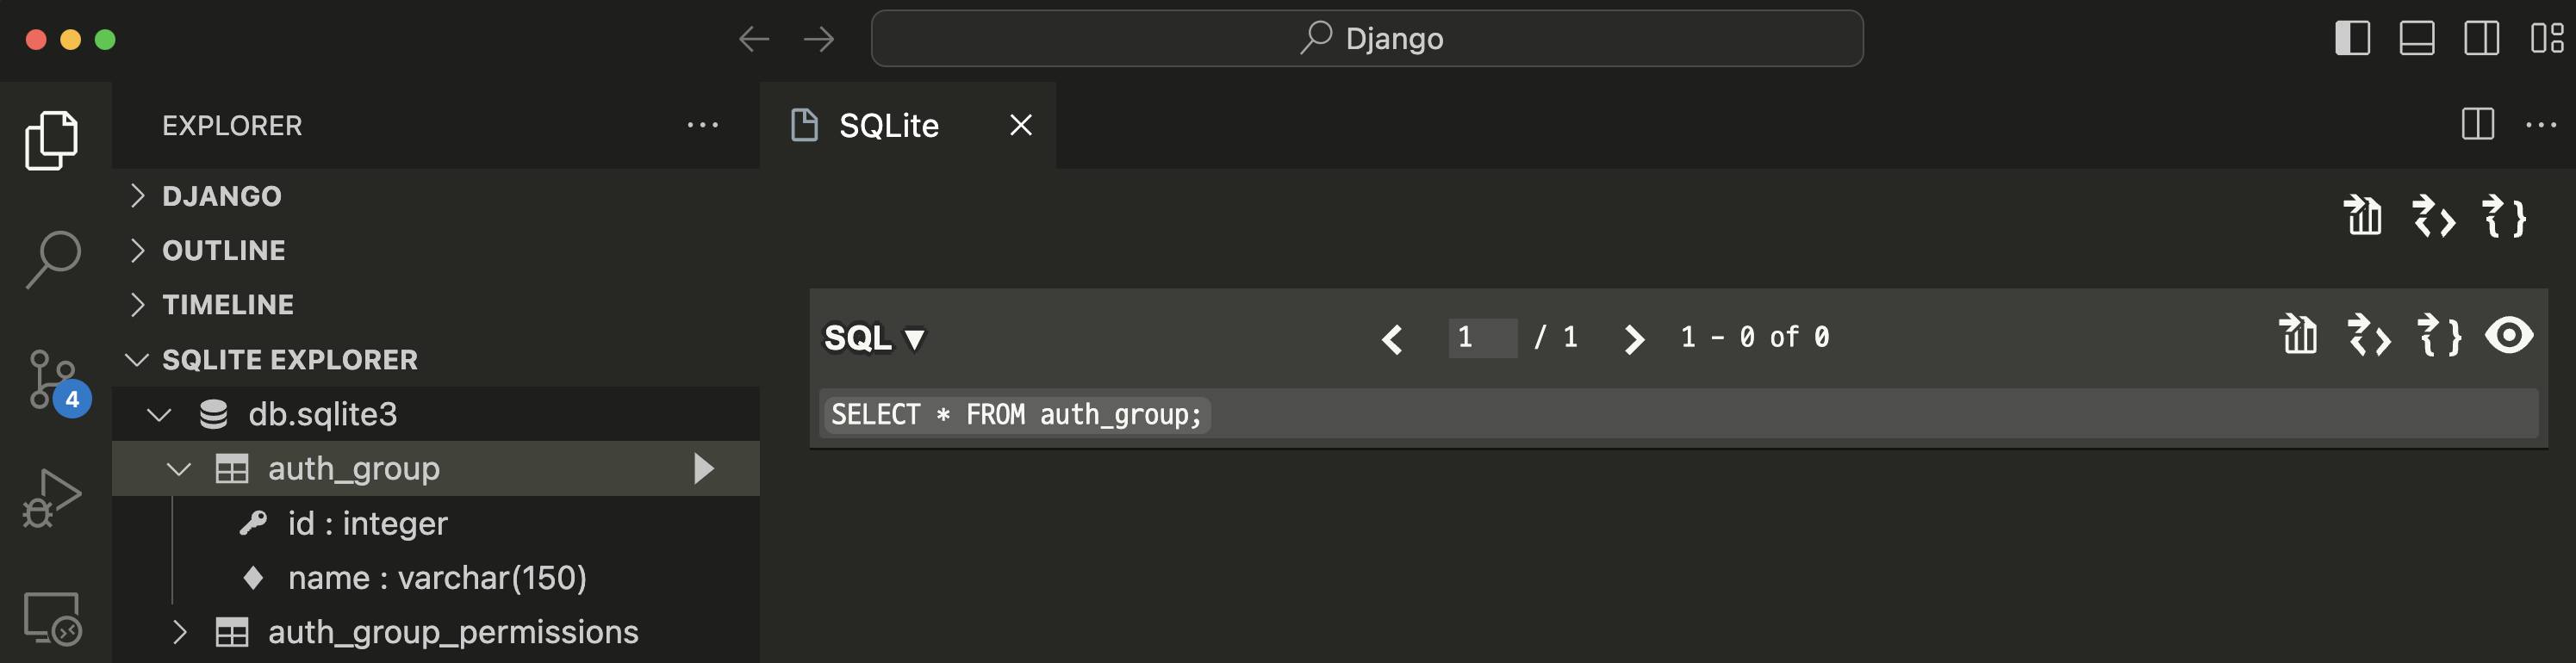 Django
EXPLORER
SQLite
DJANGO
OUTLINE
TIMELINE
SQLITE EXPLORER
4
db.sqlite3
auth_group
id : integer
name : varchar(150)
auth_group_permissions
SQL ▼
1 / 1 1 - 0 of 0
SELECT * FROM auth_group;